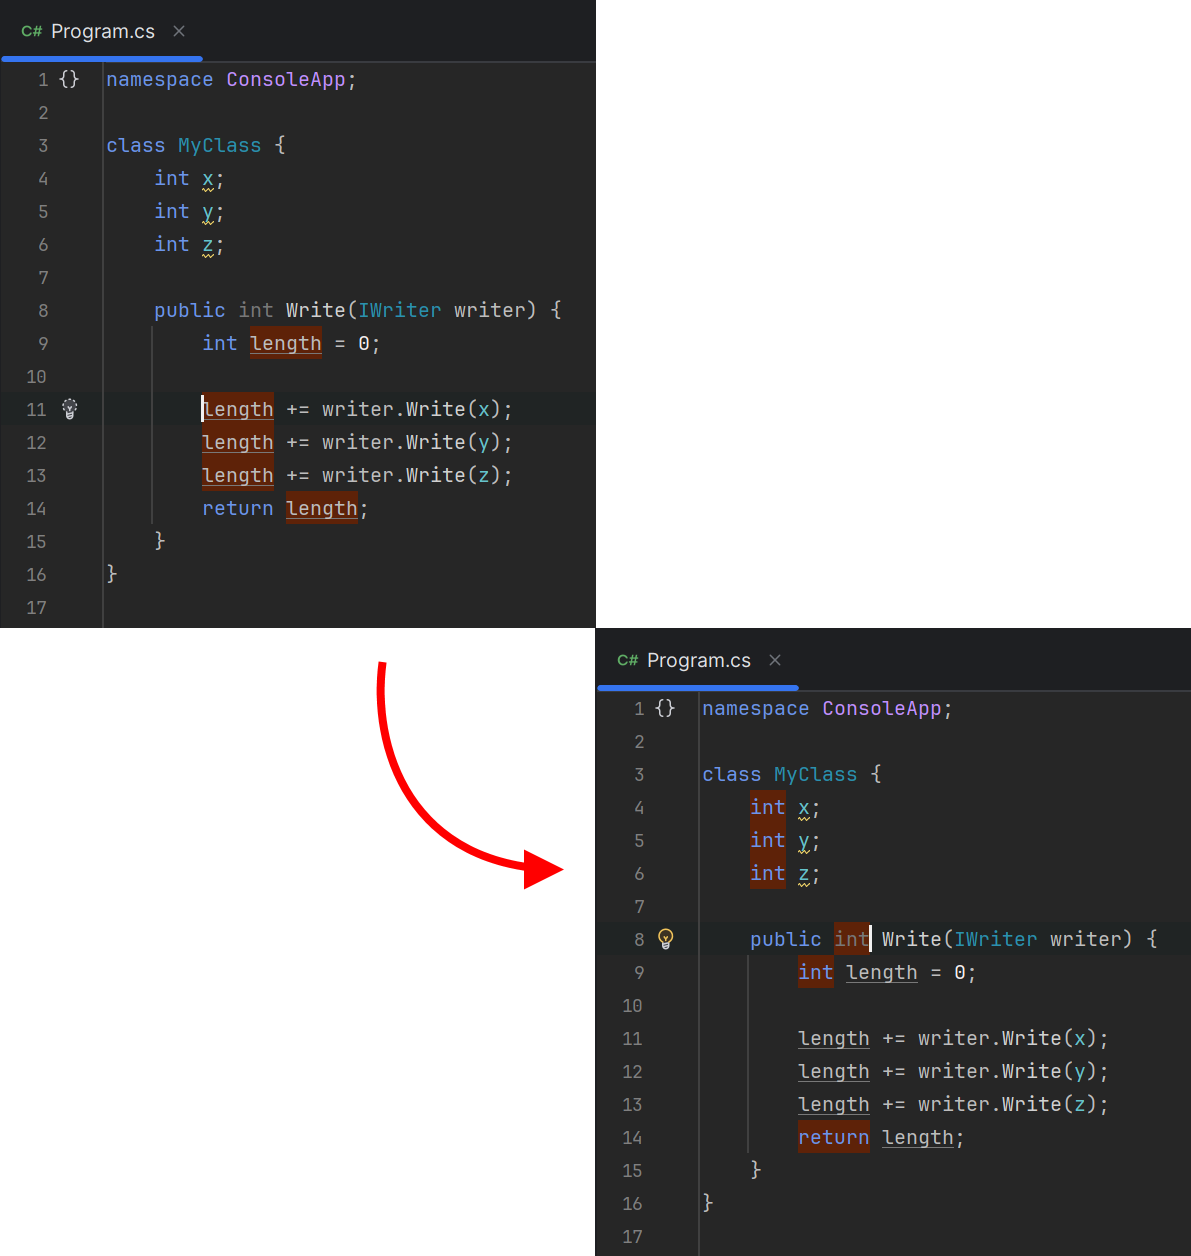 C# Program.cs ×
1 {} namespace ConsoleApp;
2
3 class MyClass {
4     int x;
5     int y;
6     int z;
7
8     public int Write(IWriter writer) {
9         int length = 0;
10
11         length += writer.Write(x);
12         length += writer.Write(y);
13         length += writer.Write(z);
14         return length;
15     }
16 }
17
C# Program.cs ×
1 {} namespace ConsoleApp;
2
3 class MyClass {
4     int x;
5     int y;
6     int z;
7
8     public int Write(IWriter writer) {
9         int length = 0;
10
11         length += writer.Write(x);
12         length += writer.Write(y);
13         length += writer.Write(z);
14         return length;
15     }
16 }
17